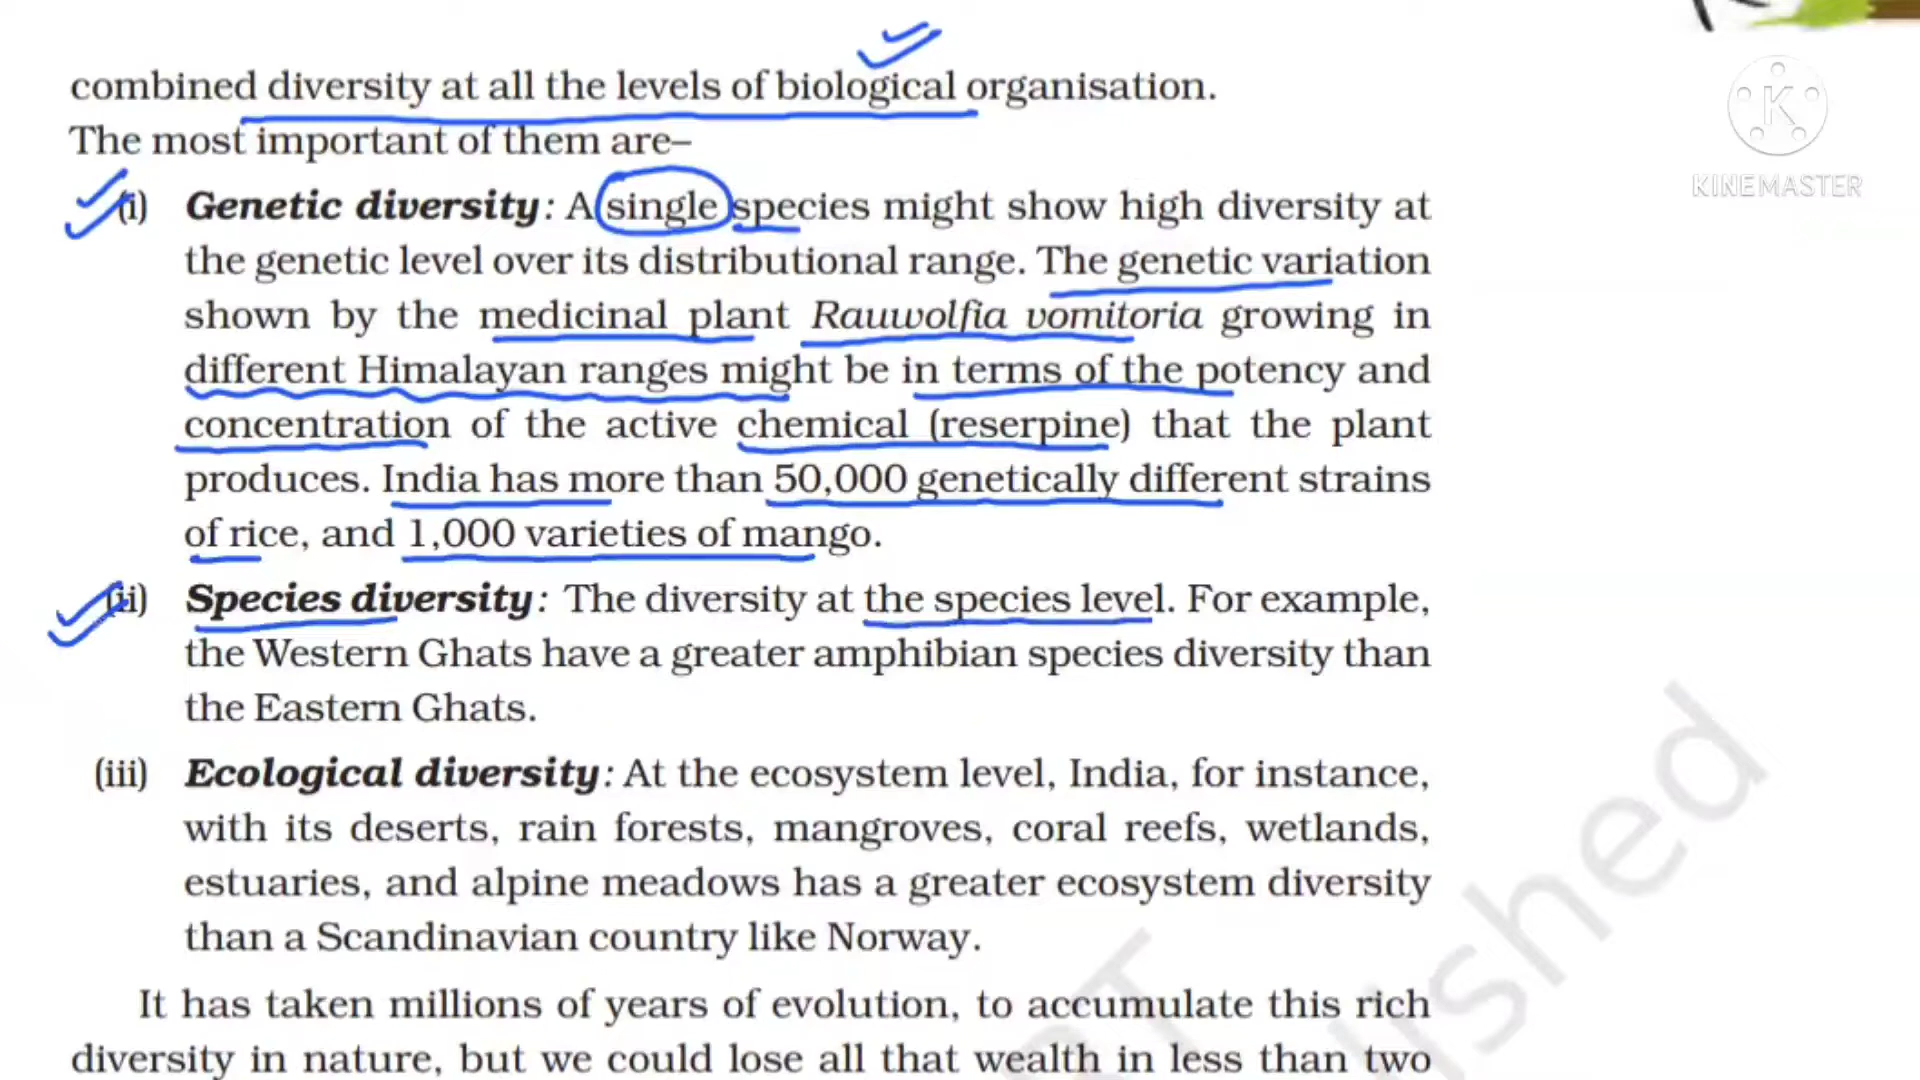 combined diversity at all the levels of biological organisation.
The most important of them are–
(i) Genetic diversity: A single species might show high diversity at
the genetic level over its distributional range. The genetic variation
shown by the medicinal plant Rauwolfia vomitoria growing in
different Himalayan ranges might be in terms of the potency and
concentration of the active chemical (reserpine) that the plant
produces. India has more than 50,000 genetically different strains
of rice, and 1,000 varieties of mango.
(ii) Species diversity: The diversity at the species level. For example,
the Western Ghats have a greater amphibian species diversity than
the Eastern Ghats.
(iii) Ecological diversity: At the ecosystem level, India, for instance,
with its deserts, rain forests, mangroves, coral reefs, wetlands,
estuaries, and alpine meadows has a greater ecosystem diversity
than a Scandinavian country like Norway.
It has taken millions of years of evolution, to accumulate this rich
diversity in nature, but we could lose all that wealth in less than two
K
KINEMASTER